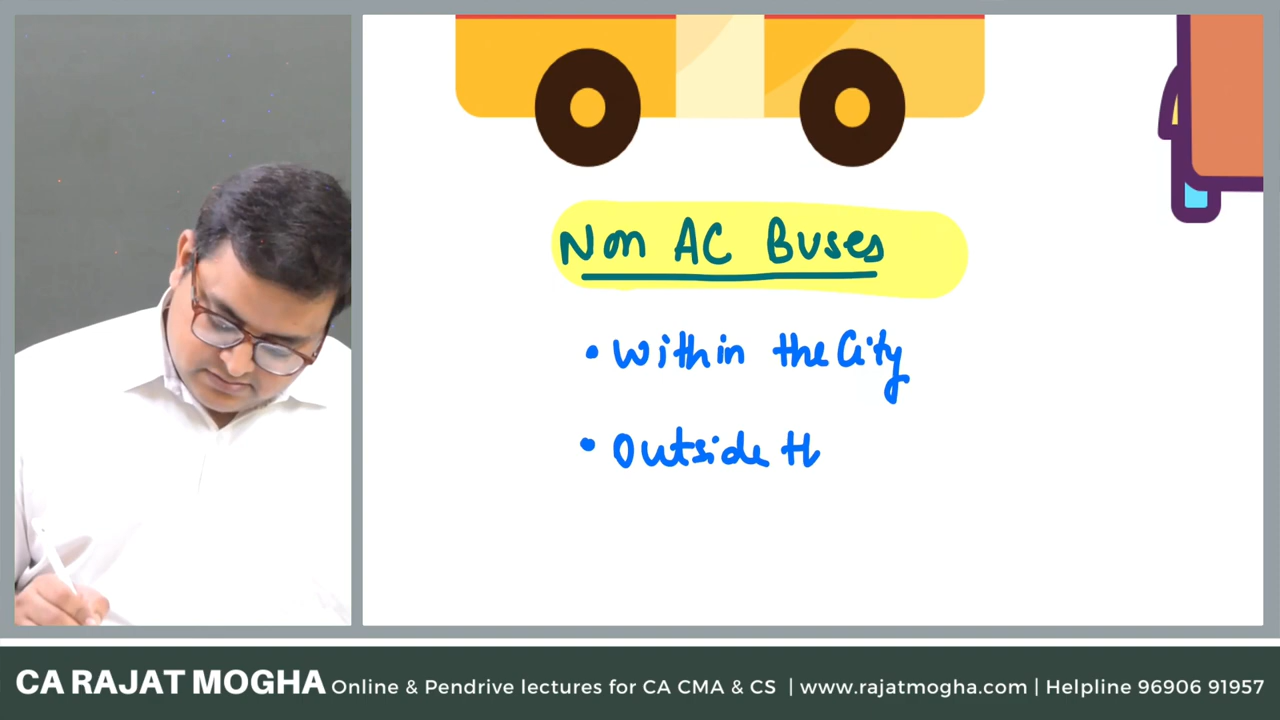 Non AC Buses
• Within the City
• Outside th
CA RAJAT MOGHA Online & Pendrive lectures for CA CMA & CS | www.rajatmogha.com | Helpline 96906 91957